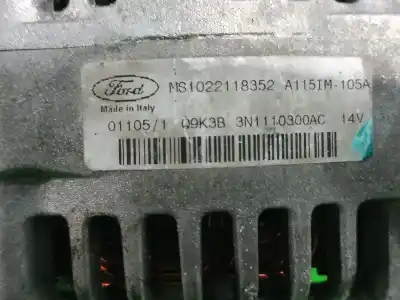 Ford MS1022118352 A115IM-105A
Made in Italy
01105/1 Q9K3B 3N1110300AC 14V